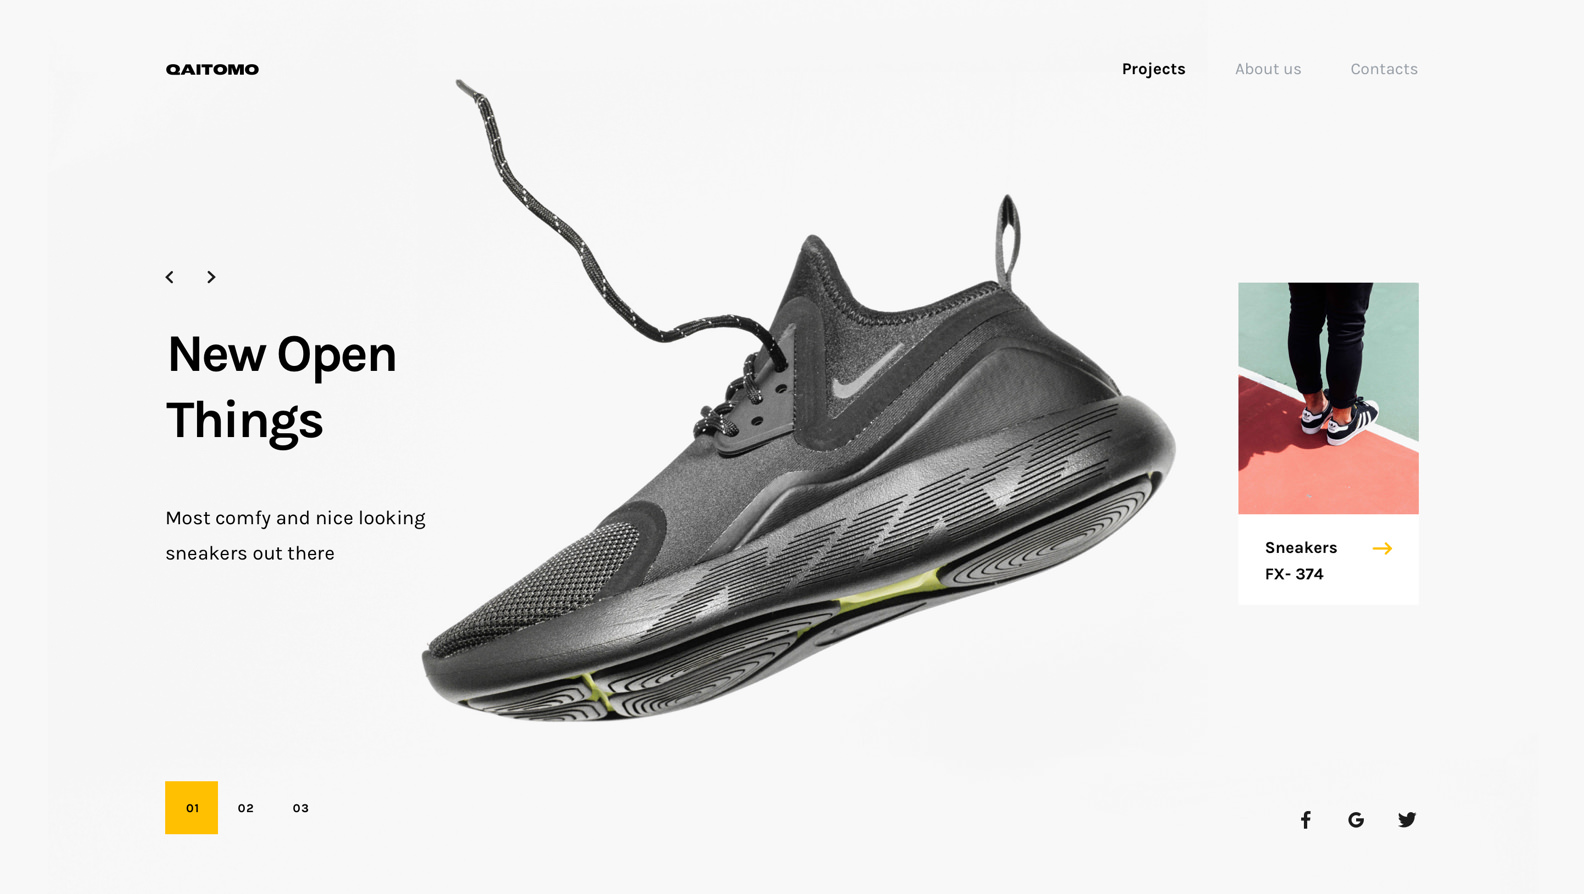 QAITOMO
Projects About us Contacts
New Open
Things
Most comfy and nice looking
sneakers out there
Sneakers
FX- 374
01 02 03